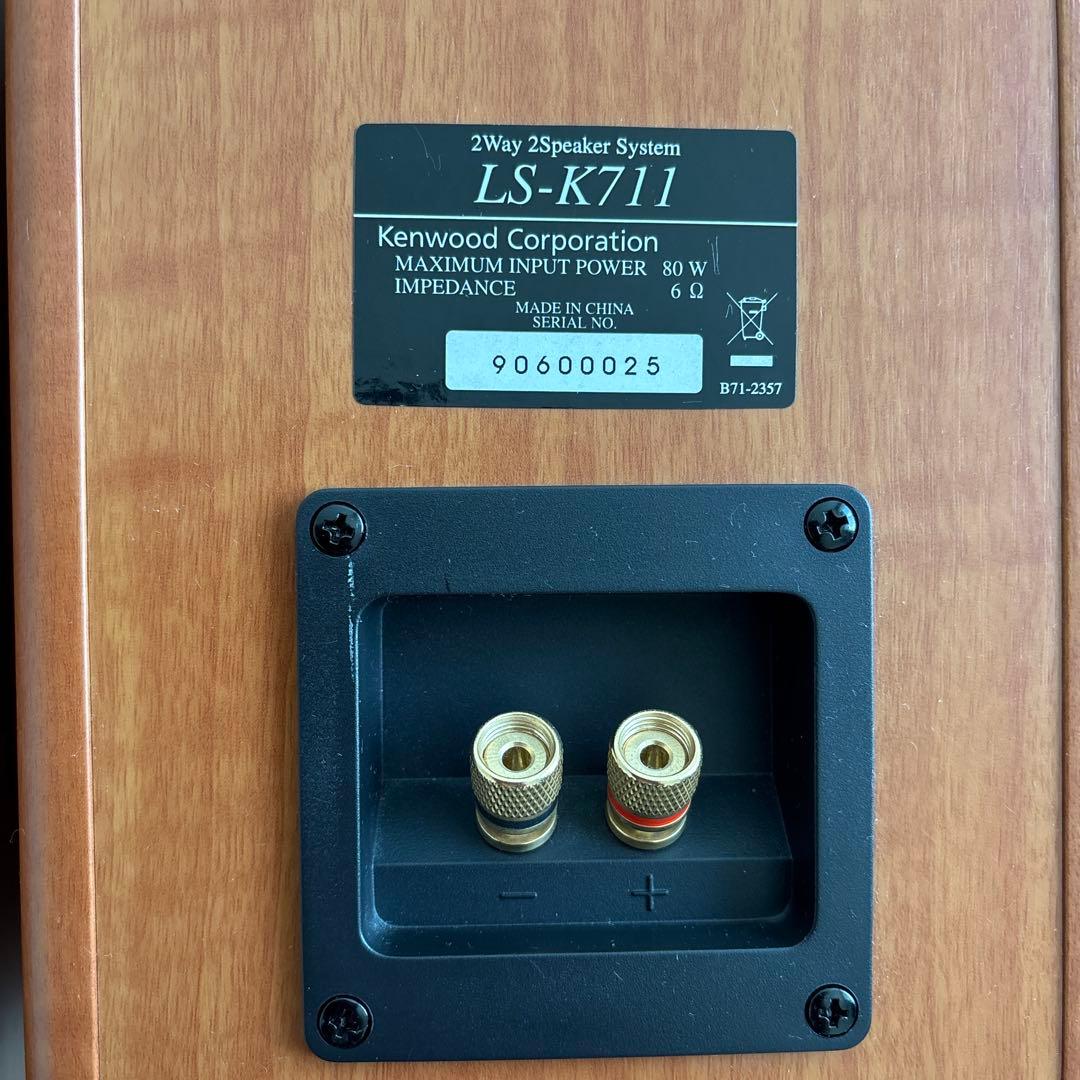 2Way 2Speaker System
LS-K711
Kenwood Corporation
MAXIMUM INPUT POWER 80 W
IMPEDANCE 6 Ω
MADE IN CHINA
SERIAL NO.
90600025
B71-2357
− +